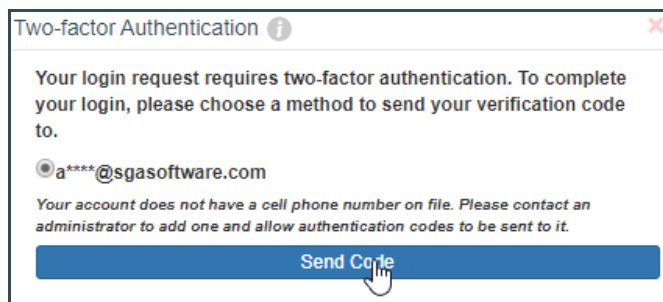 Two-factor Authentication
Your login request requires two-factor authentication. To complete
your login, please choose a method to send your verification code
to.
a****@sgasoftware.com
Your account does not have a cell phone number on file. Please contact an
administrator to add one and allow authentication codes to be sent to it.
Send Code